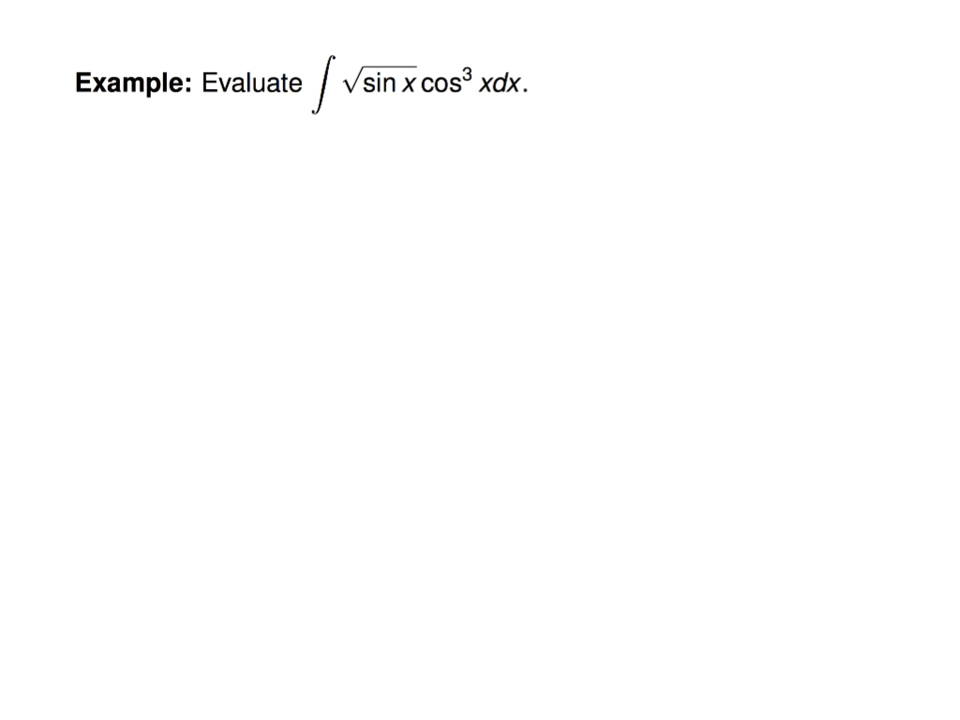 Example: Evaluate ∫ √sin x cos³ xdx.